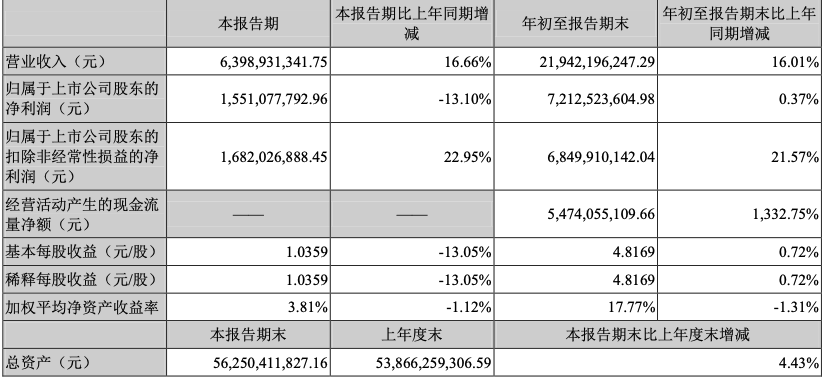 本报告期 本报告期比上年同期增减 年初至报告期末 年初至报告期末比上年同期增减
营业收入（元） 6,398,931,341.75 16.66% 21,942,196,247.29 16.01%
归属于上市公司股东的净利润（元） 1,551,077,792.96 -13.10% 7,212,523,604.98 0.37%
归属于上市公司股东的扣除非经常性损益的净利润（元） 1,682,026,888.45 22.95% 6,849,910,142.04 21.57%
经营活动产生的现金流量净额（元） —— —— 5,474,055,109.66 1,332.75%
基本每股收益（元/股） 1.0359 -13.05% 4.8169 0.72%
稀释每股收益（元/股） 1.0359 -13.05% 4.8169 0.72%
加权平均净资产收益率 3.81% -1.12% 17.77% -1.31%
本报告期末 上年度末 本报告期末比上年度末增减
总资产（元） 56,250,411,827.16 53,866,259,306.59 4.43%